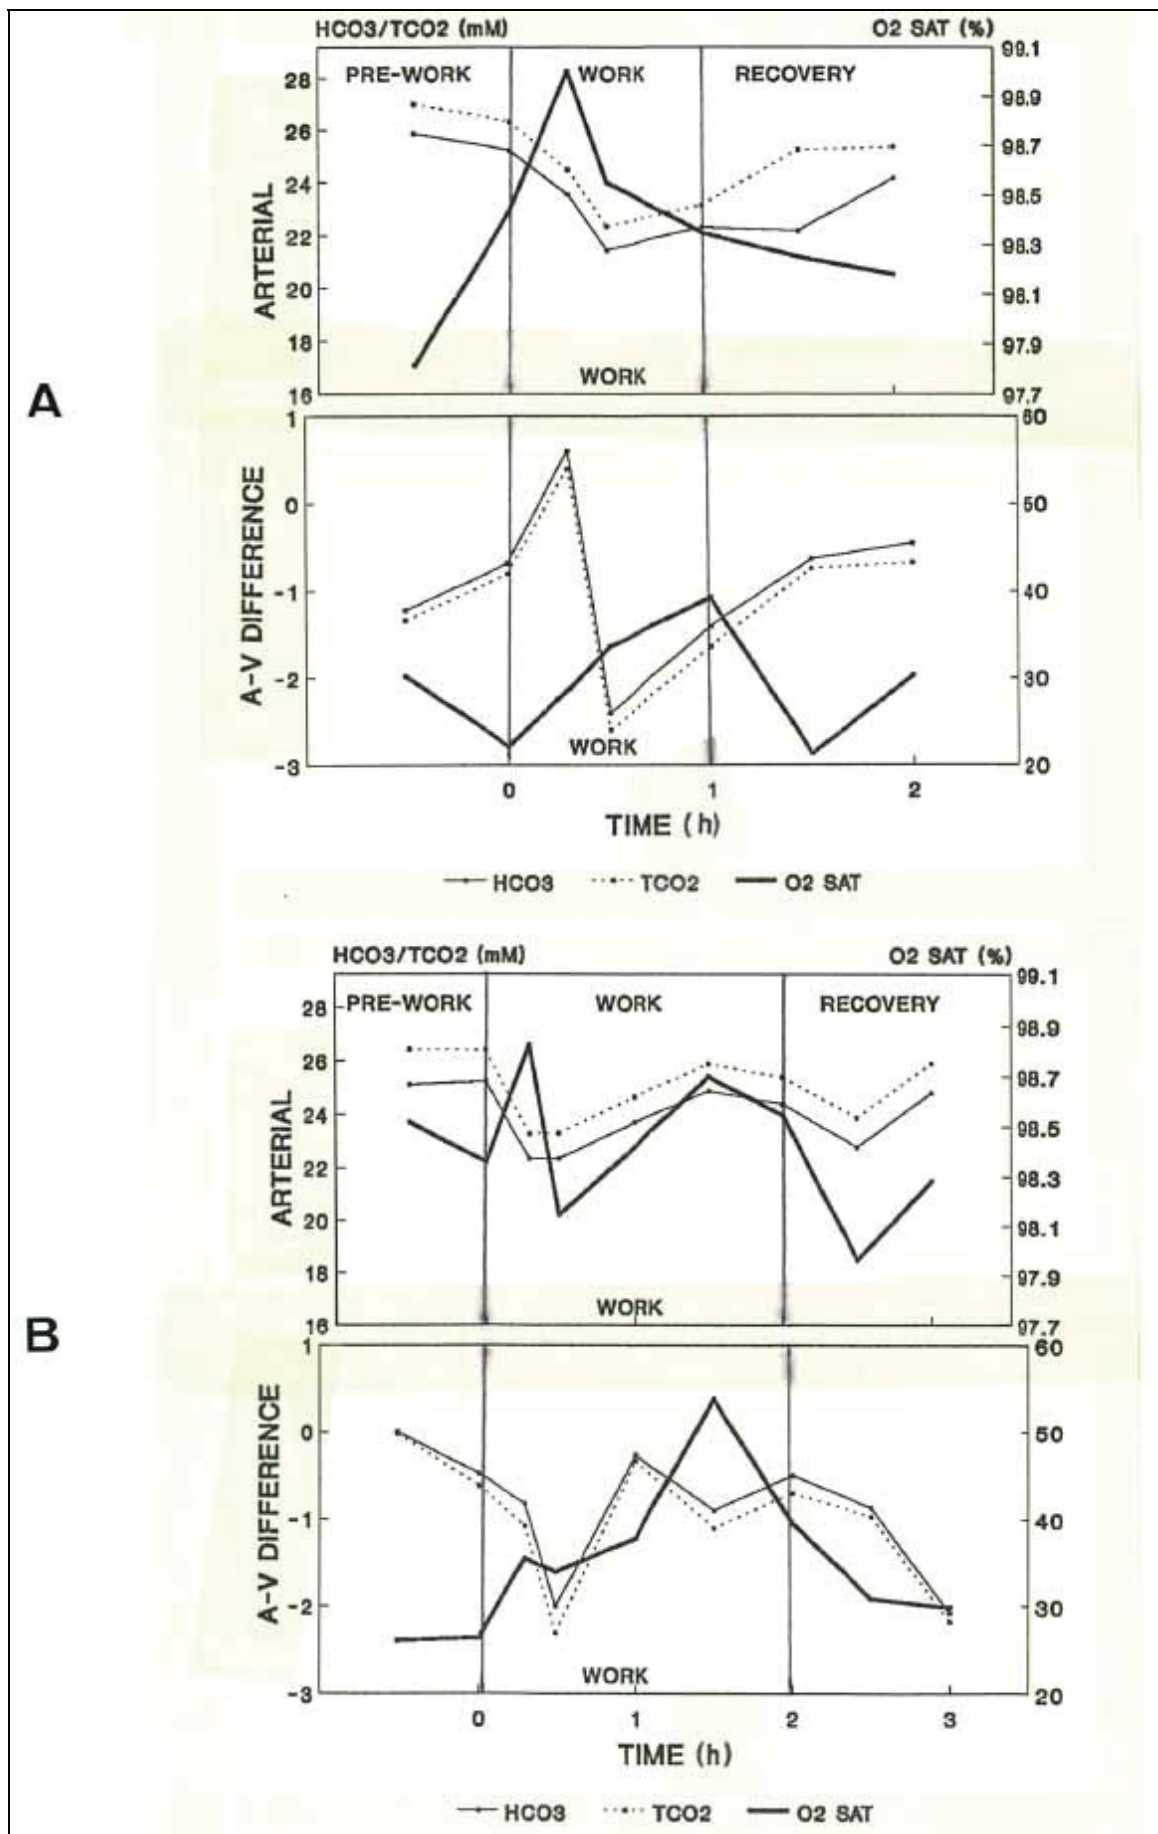 HCO3/TCO2 (mM) O2 SAT (%)
PRE-WORK WORK RECOVERY
28
26
24
22
20
18
16
ARTERIAL
99.1
98.9
98.7
98.5
98.3
98.1
97.9
97.7
WORK
A
1
0
-1
-2
-3
A-V DIFFERENCE
60
50
40
30
20
WORK
0 1 2
TIME (h)
HCO3 TCO2 O2 SAT
HCO3/TCO2 (mM) O2 SAT (%)
PRE-WORK WORK RECOVERY
28
26
24
22
20
18
16
ARTERIAL
99.1
98.9
98.7
98.5
98.3
98.1
97.9
97.7
WORK
B
1
0
-1
-2
-3
A-V DIFFERENCE
60
50
40
30
20
WORK
0 1 2 3
TIME (h)
HCO3 TCO2 O2 SAT